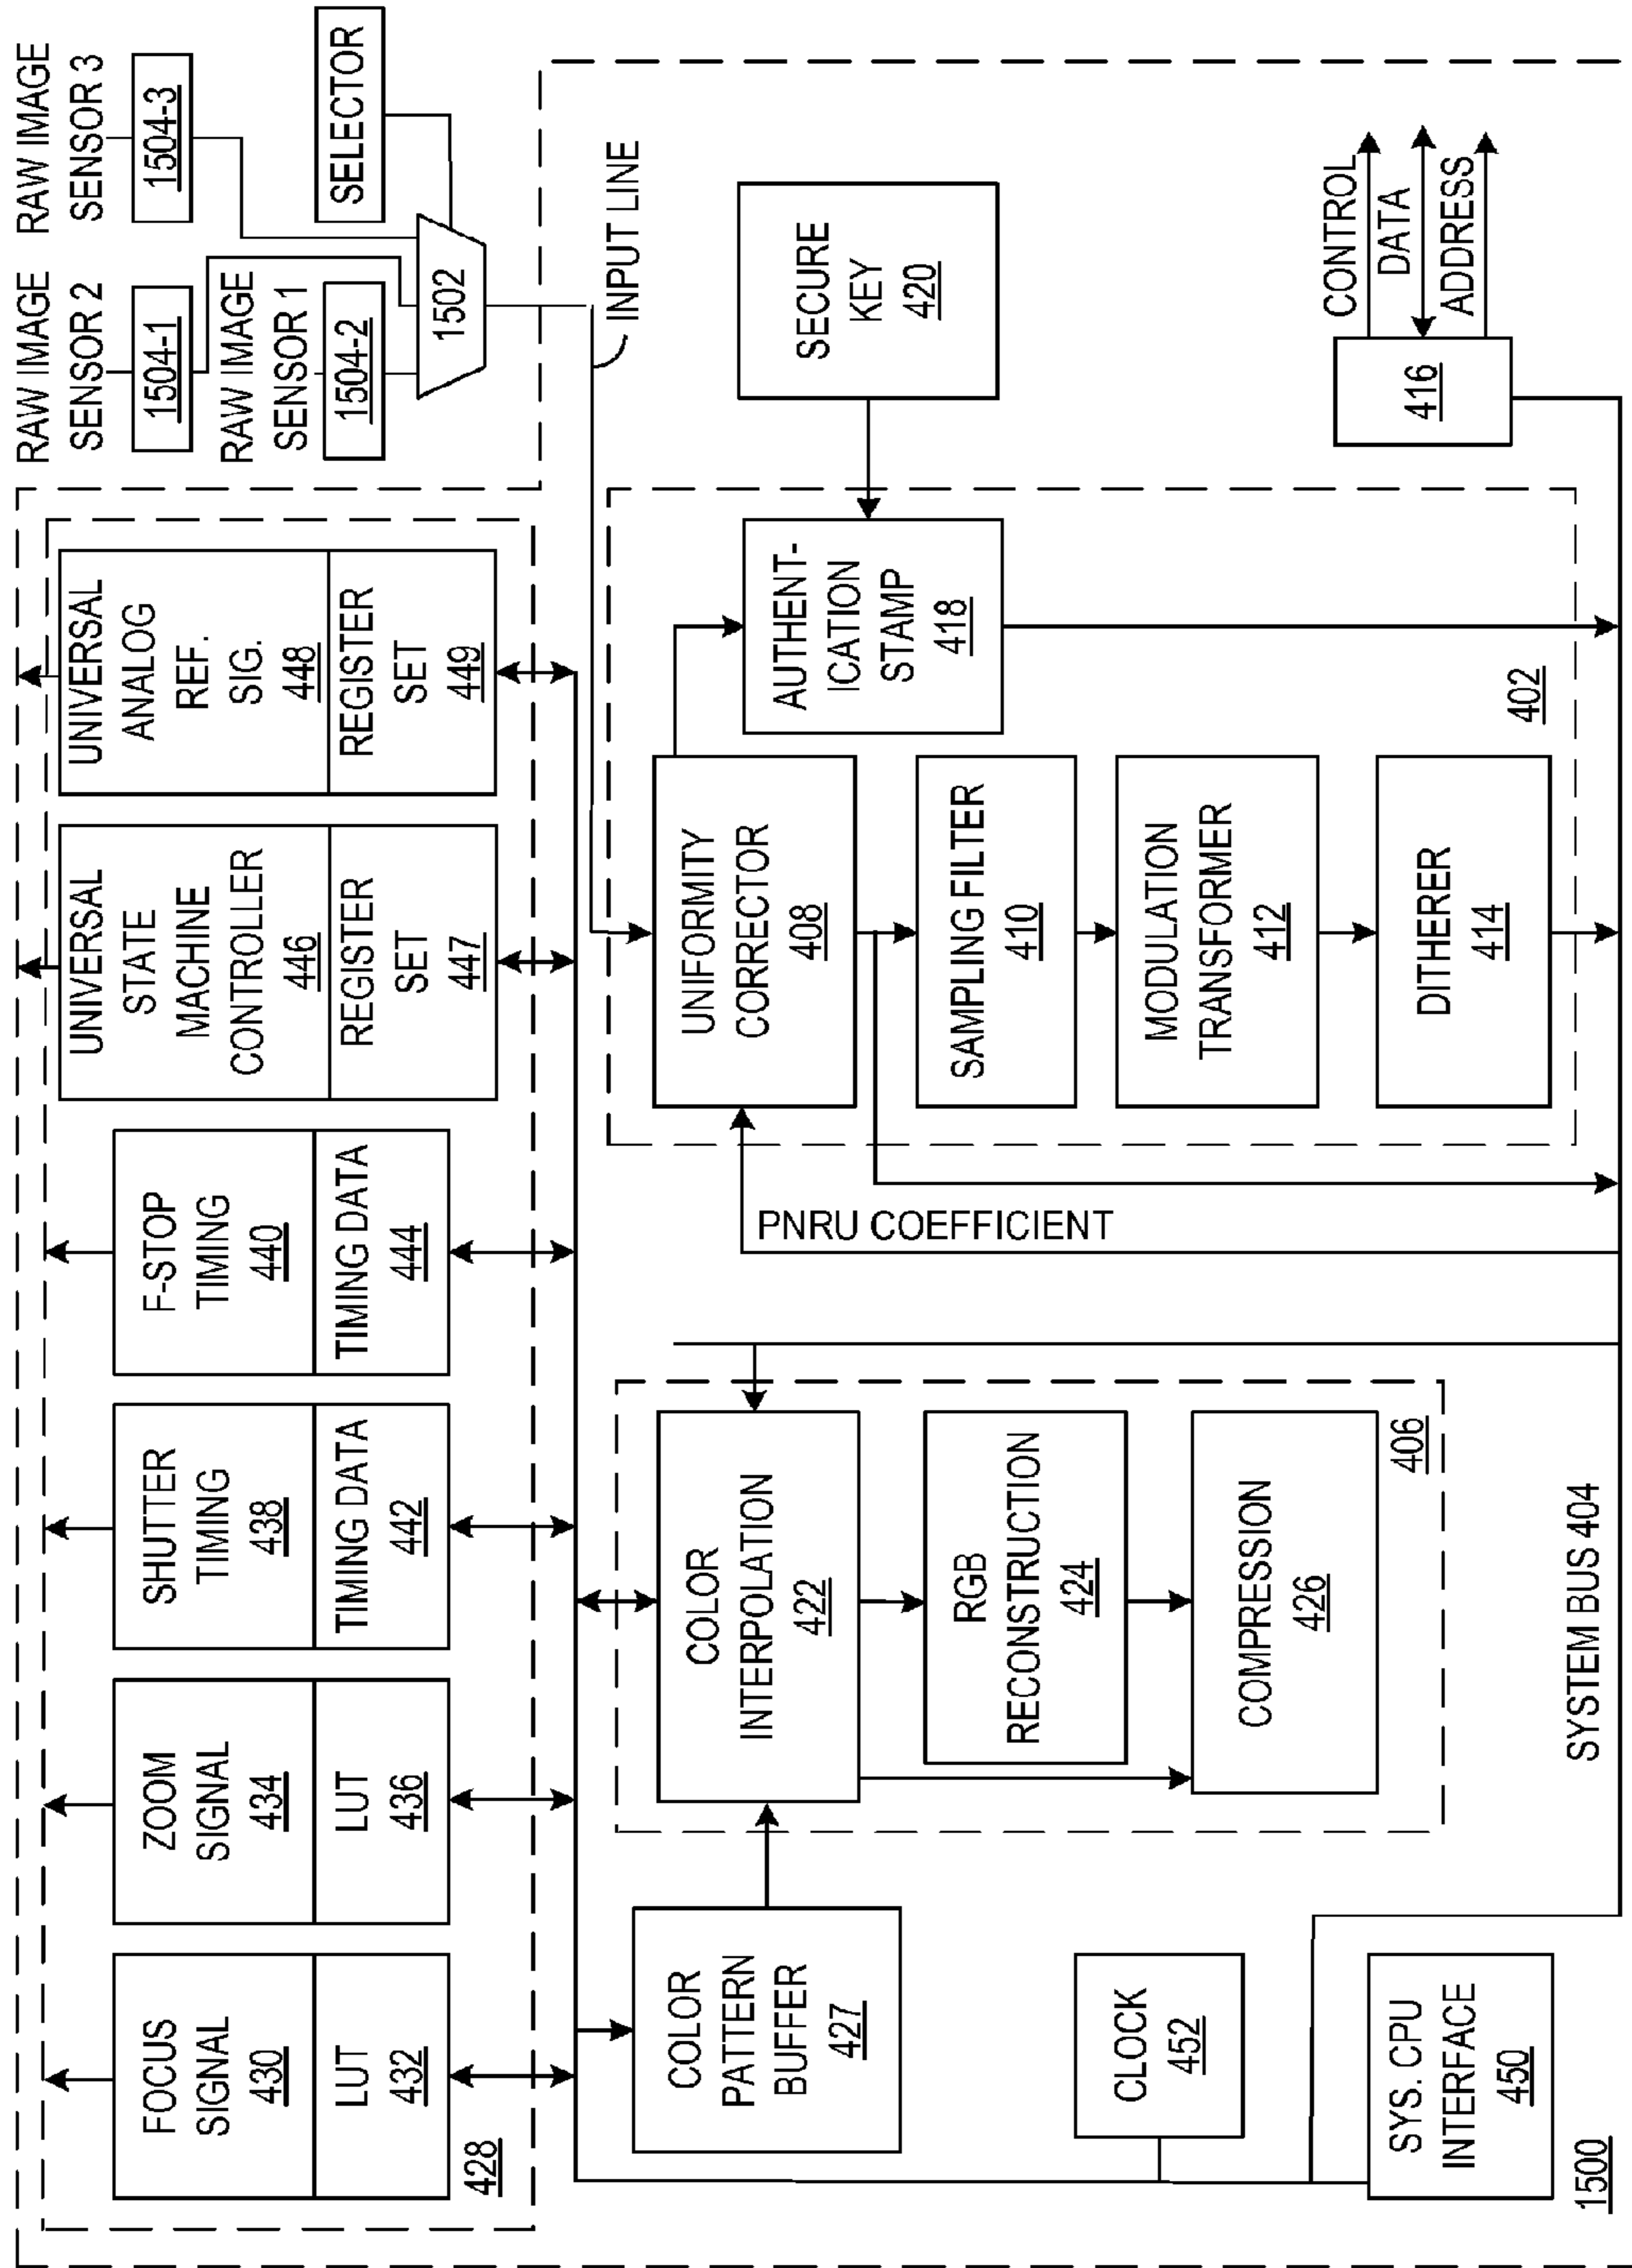 RAW IMAGE
SENSOR 2
1504-1
RAW IMAGE
SENSOR 3
1504-3
RAW IMAGE
SENSOR 1
1504-2
SELECTOR
1502
INPUT LINE
FOCUS
SIGNAL
430
LUT
432
ZOOM
SIGNAL
434
LUT
436
SHUTTER
TIMING
438
TIMING DATA
442
F-STOP
TIMING
440
TIMING DATA
444
UNIVERSAL
STATE
MACHINE
CONTROLLER
446
REGISTER
SET
447
UNIVERSAL
ANALOG
REF.
SIG.
448
REGISTER
SET
449
428
COLOR
PATTERN
BUFFER
427
COLOR
INTERPOLATION
422
RGB
RECONSTRUCTION
424
COMPRESSION
426
406
PNRU COEFFICIENT
UNIFORMITY
CORRECTOR
408
SAMPLING FILTER
410
MODULATION
TRANSFORMER
412
DITHERER
414
AUTHENT-
ICATION
STAMP
418
402
SECURE
KEY
420
CONTROL
DATA
ADDRESS
416
CLOCK
452
SYS. CPU
INTERFACE
450
SYSTEM BUS 404
1500